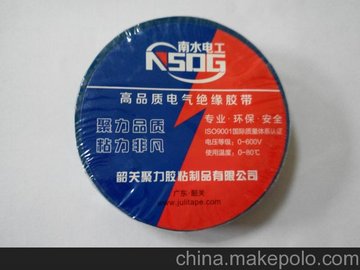 南水电工
NSDG
高品质电气绝缘胶带
聚力品质
粘力非凡
专业·环保·安全
ISO9001国际质量体系认证
电压等级：0-600V
使用温度：0-80℃
韶关聚力胶粘制品有限公司
广东·韶关
www.julitape.com
china.makepolo.com